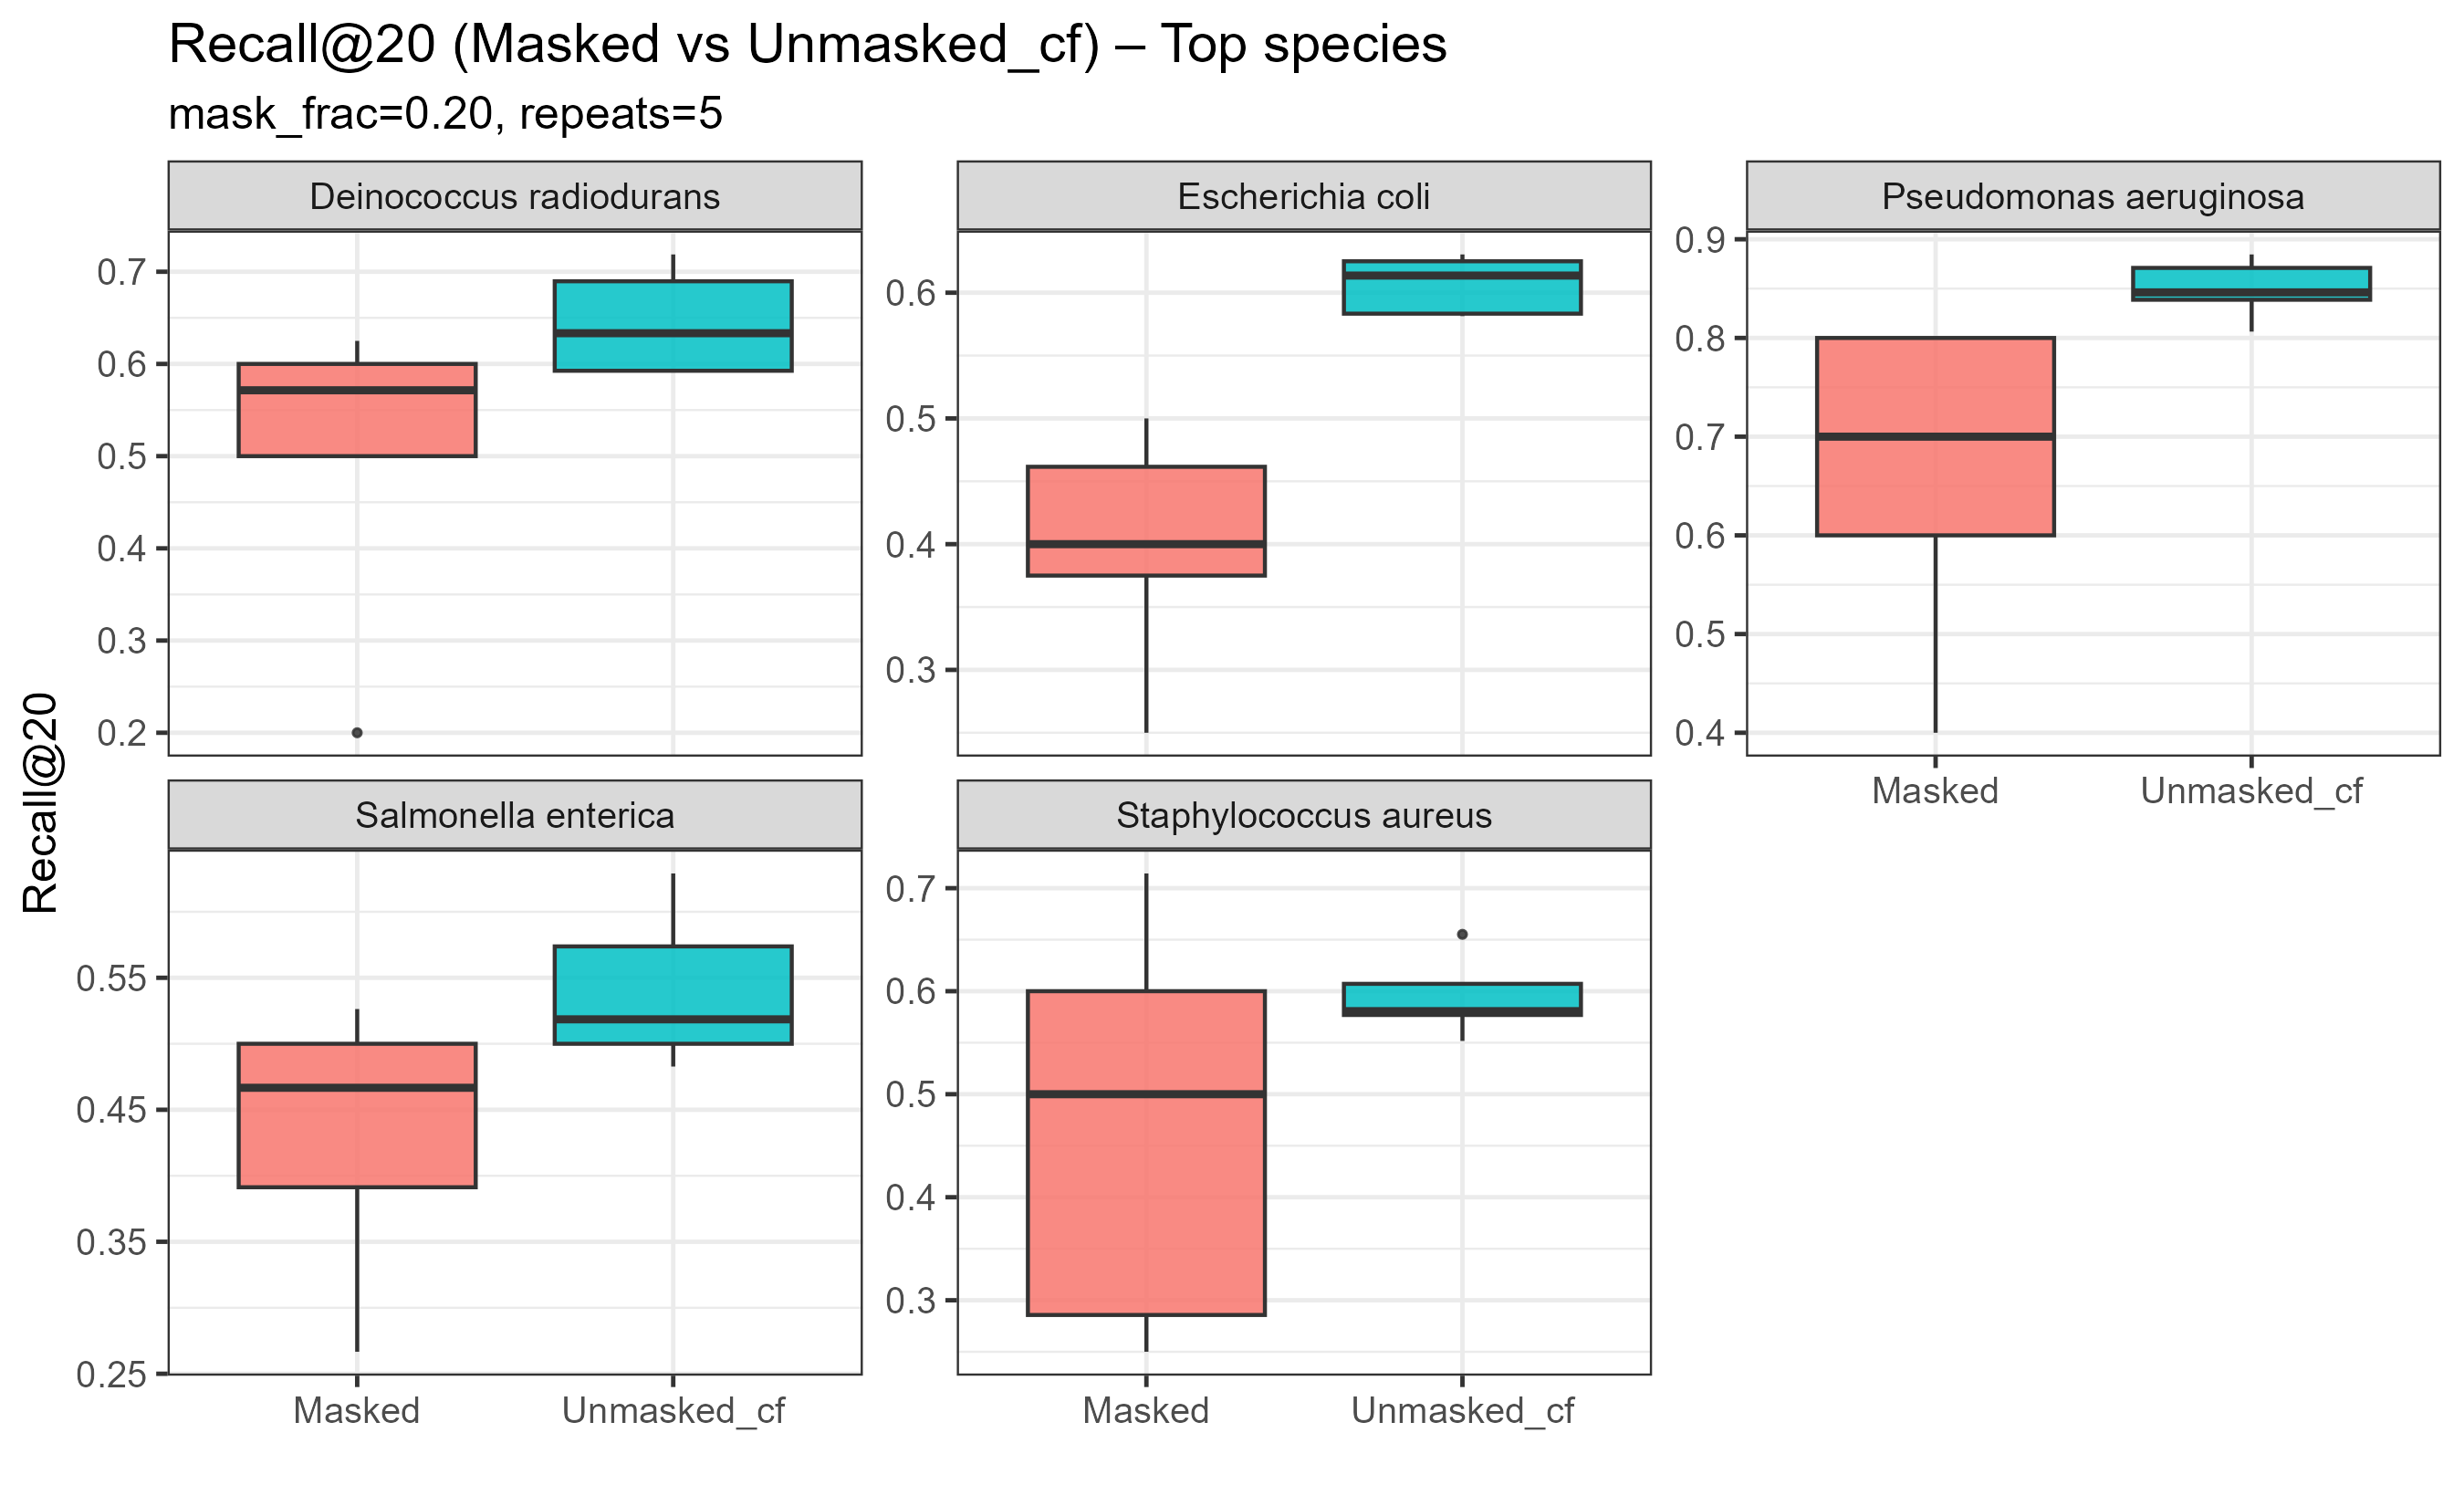 Recall@20 (Masked vs Unmasked_cf) – Top species
mask_frac=0.20, repeats=5
Recall@20
Deinococcus radiodurans
0.7
0.6
0.5
0.4
0.3
0.2
Escherichia coli
0.6
0.5
0.4
0.3
Pseudomonas aeruginosa
0.9
0.8
0.7
0.6
0.5
0.4
Masked Unmasked_cf
Salmonella enterica
0.55
0.45
0.35
0.25
Masked Unmasked_cf
Staphylococcus aureus
0.7
0.6
0.5
0.4
0.3
Masked Unmasked_cf